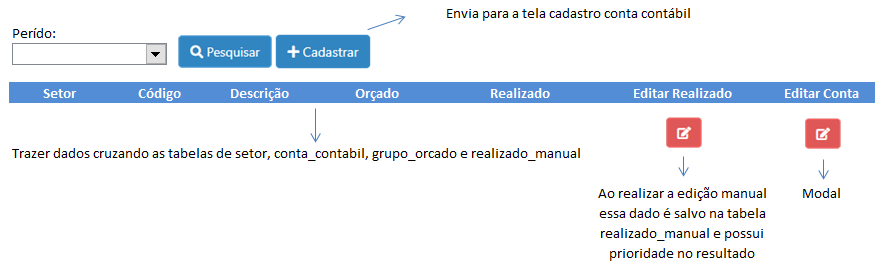 Envia para a tela cadastro conta contábil
Perído:
Pesquisar
Cadastrar
Setor Código Descrição Orçado Realizado Editar Realizado Editar Conta
Trazer dados cruzando as tabelas de setor, conta_contabil, grupo_orcado e realizado_manual
Ao realizar a edição manual
essa dado é salvo na tabela
realizado_manual e possui
prioridade no resultado
Modal